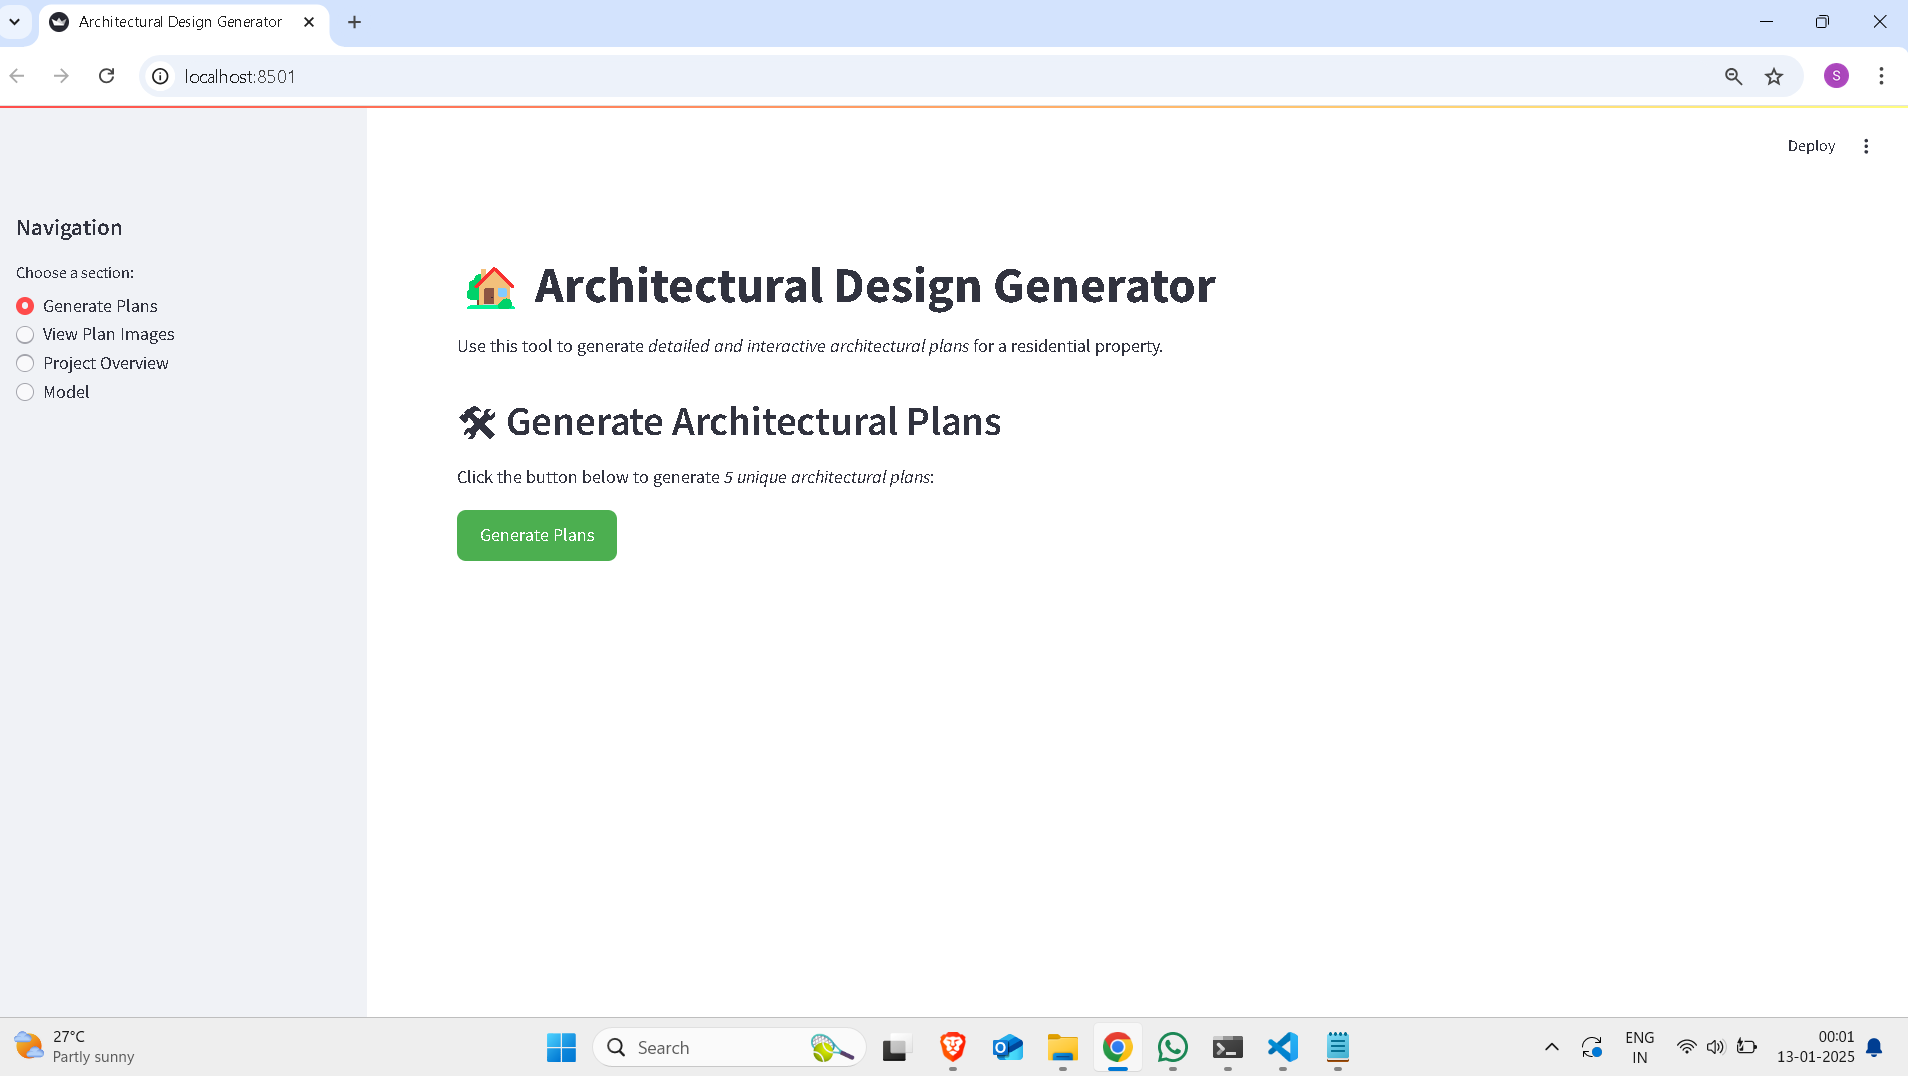 Architectural Design Generator
localhost:8501
S
Deploy
Navigation
Choose a section:
Generate Plans
View Plan Images
Project Overview
Model
Architectural Design Generator
Use this tool to generate detailed and interactive architectural plans for a residential property.
Generate Architectural Plans
Click the button below to generate 5 unique architectural plans:
Generate Plans
27°C
Partly sunny
Search
ENG
IN
00:01
13-01-2025